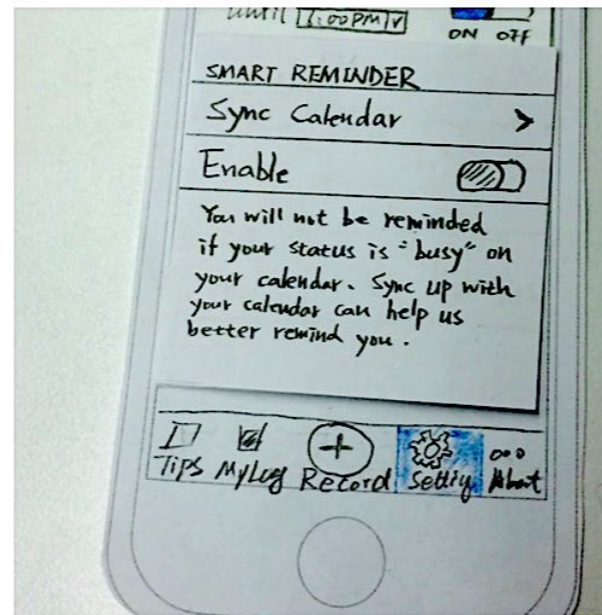 until 7:00PM
ON OFF
SMART REMINDER
Sync Calendar >
Enable
You will not be reminded
if your status is "busy" on
your calendar. Sync up with
your calendar can help us
better remind you.
Tips MyLog Record Setting About